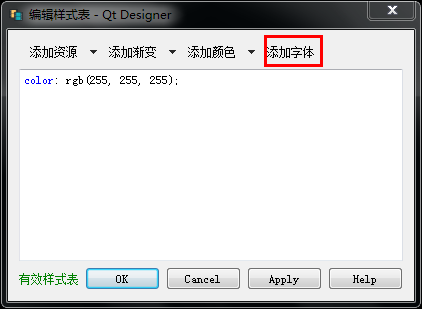 编辑样式表 - Qt Designer
添加资源 添加渐变 添加颜色 添加字体
color: rgb(255, 255, 255);
有效样式表 OK Cancel Apply Help